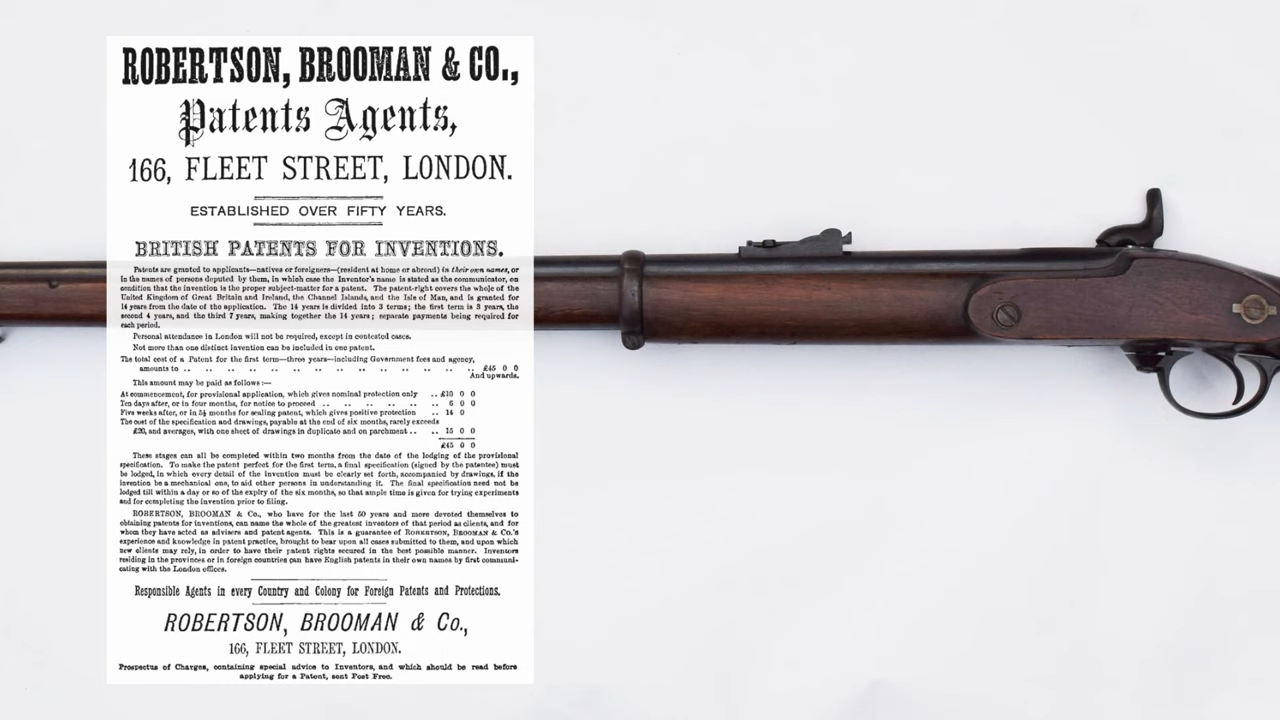 ROBERTSON, BROOMAN & CO.,
Patents Agents,
166, FLEET STREET, LONDON.
ESTABLISHED OVER FIFTY YEARS.
BRITISH PATENTS FOR INVENTIONS.
Patents are granted to applicants—natives or foreigners—(resident at home or abroad) in their own names, or
in the names of persons deputed by them, in which case the Inventor's name is stated as the communicator, on
condition that the invention is the proper subject-matter for a patent. The patent-right covers the whole of the
United Kingdom of Great Britain and Ireland, the Channel Islands, and the Isle of Man, and is granted for
14 years from the date of the application. The 14 years is divided into 3 terms; the first term is 3 years, the
second 4 years, and the third 7 years, making together the 14 years; separate payments being required for
each period.
Personal attendance in London will not be required, except in contested cases.
Not more than one distinct invention can be included in one patent.
The total cost of a Patent for the first term—three years—including Government fees and agency,
amounts to .. .. .. .. .. .. .. .. .. .. .. .. .. .. £45 0 0
And upwards.
This amount may be paid as follows :—
At commencement, for provisional application, which gives nominal protection only .. £10 0 0
Ten days after, or in four months, for notice to proceed .. .. .. .. .. 6 0 0
Five weeks after, or in 5½ months for sealing patent, which gives positive protection .. 14 0
The cost of the specification and drawings, payable at the end of six months, rarely exceeds
£20, and averages, with one sheet of drawings in duplicate and on parchment .. .. 15 0 0
£45 0 0
These stages can all be completed within two months from the date of the lodging of the provisional
specification. To make the patent perfect for the first term, a final specification (signed by the patentee) must
be lodged, in which every detail of the invention must be clearly set forth, accompanied by drawings, if the
invention be a mechanical one, to aid other persons in understanding it. The final specification need not be
lodged till within a day or so of the expiry of the six months, so that ample time is given for trying experiments
and for completing the invention prior to filing.
ROBERTSON, BROOMAN & Co., who have for the last 50 years and more devoted themselves to
obtaining patents for inventions, can name the whole of the greatest inventors of that period as clients, and for
whom they have acted as advisers and patent agents. This is a guarantee of ROBERTSON, BROOMAN & Co.'s
experience and knowledge in patent practice, brought to bear upon all cases submitted to them, and upon which
new clients may rely, in order to have their patent rights secured in the best possible manner. Inventors
residing in the provinces or in foreign countries can have English patents in their own names by first communi-
cating with the London offices.
Responsible Agents in every Country and Colony for Foreign Patents and Protections.
ROBERTSON, BROOMAN & Co.,
166, FLEET STREET, LONDON.
Prospectus of Charges, containing special advice to Inventors, and which should be read before
applying for a Patent, sent Post Free.